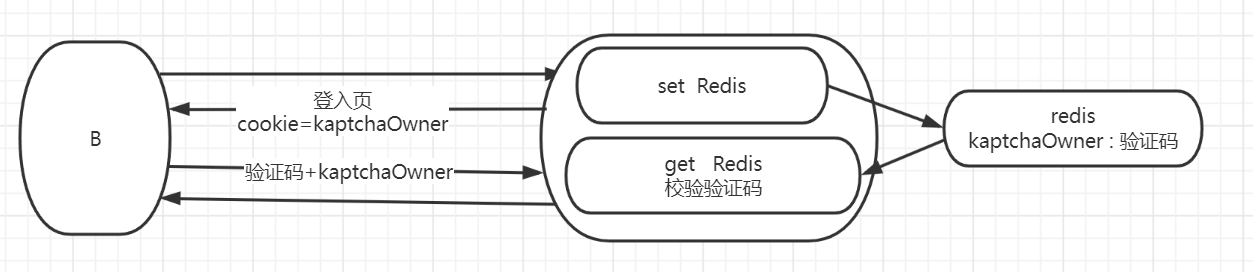 B
登入页
cookie=kaptchaOwner
验证码+kaptchaOwner
set Redis
get Redis
校验验证码
redis
kaptchaOwner : 验证码